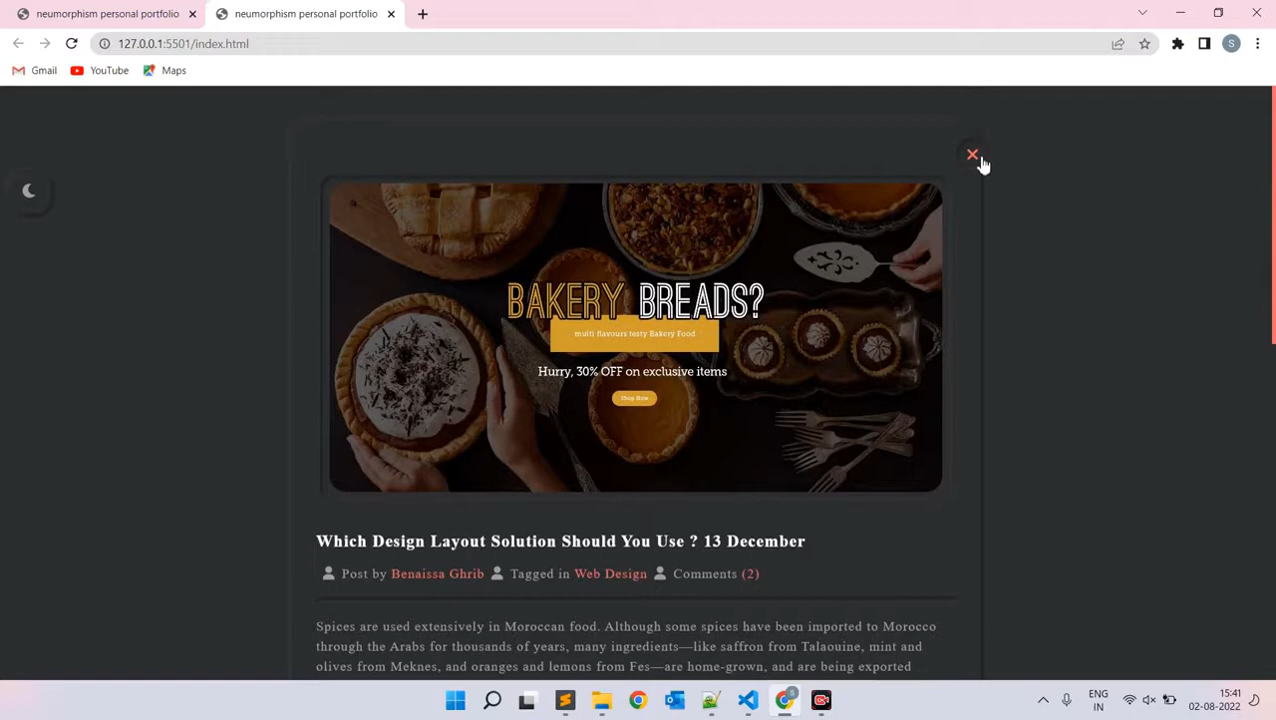 neumorphism personal portfolio
neumorphism personal portfolio
127.0.0.1:5501/index.html
S
Gmail
YouTube
Maps
BAKERY BREADS?
multi flavours testy Bakery Food
Hurry, 30% OFF on exclusive items
Shop Now
Which Design Layout Solution Should You Use ? 13 December
Post by Benaissa Ghrib Tagged in Web Design Comments (2)
Spices are used extensively in Moroccan food. Although some spices have been imported to Morocco
through the Arabs for thousands of years, many ingredients—like saffron from Talaouine, mint and
olives from Meknes, and oranges and lemons from Fes—are home-grown, and are being exported
ENG
IN
15:41
02-08-2022